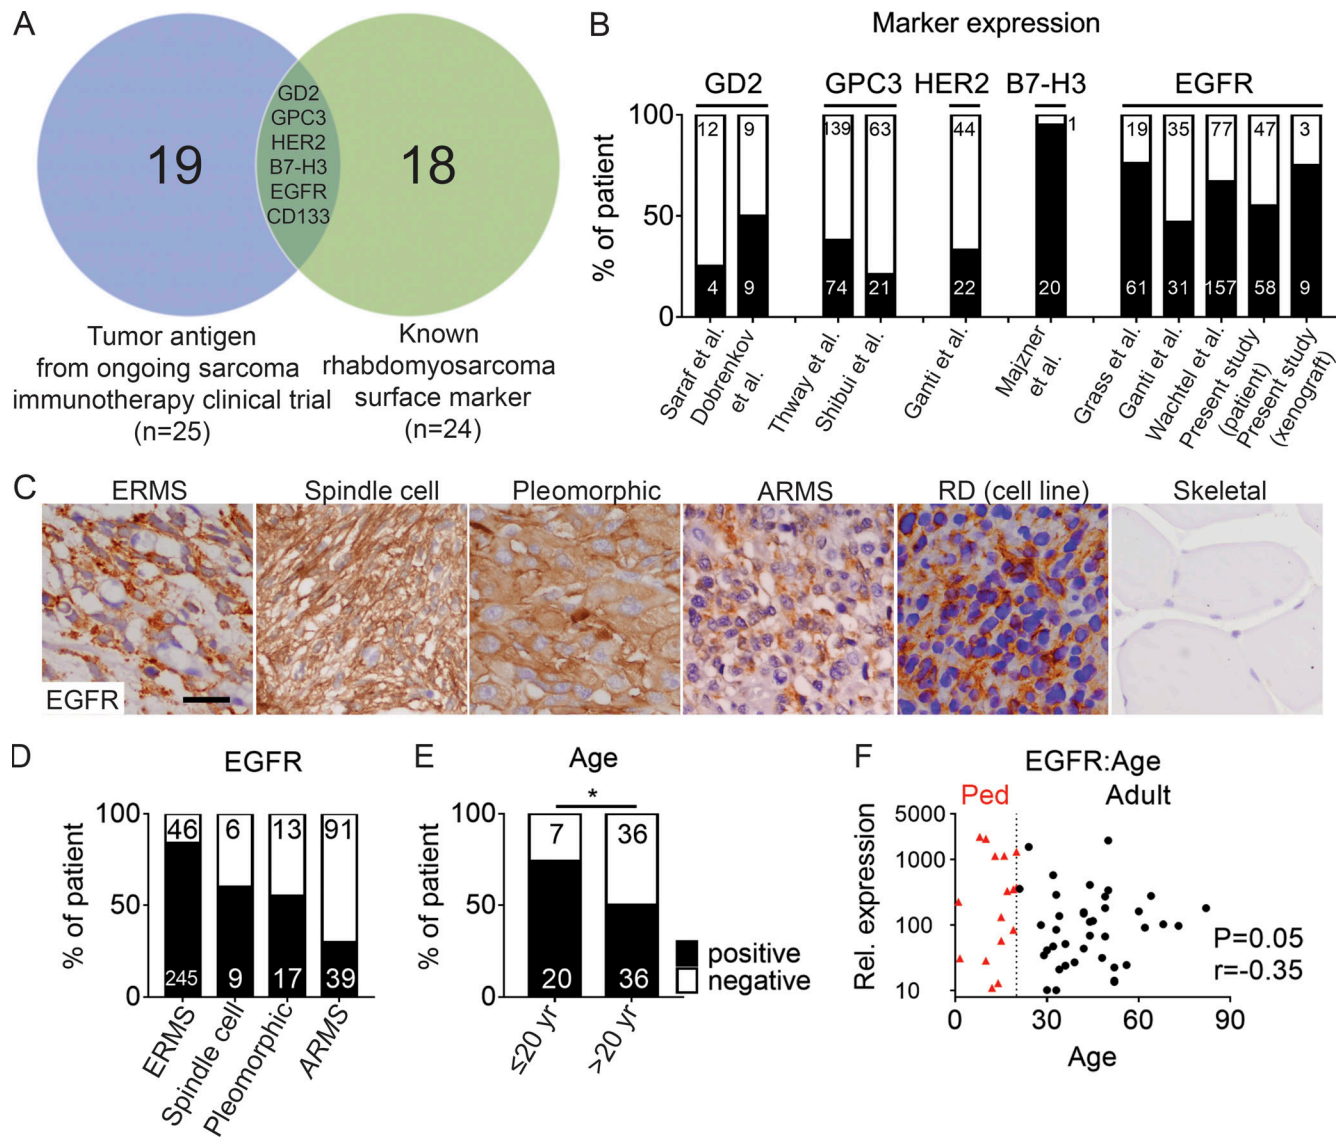 A
19
GD2
GPC3
HER2
B7-H3
EGFR
CD133
18
Tumor antigen
from ongoing sarcoma
immunotherapy clinical trial
(n=25)
Known
rhabdomyosarcoma
surface marker
(n=24)
B
Marker expression
GD2 GPC3 HER2 B7-H3 EGFR
% of patient
100
50
0
12 9 139 63 44 1 19 35 77 47 3
4 9 74 21 22 20 61 31 157 58 9
Saraf et al.
Dobrenkov
et al.
Thway et al.
Shibui et al.
Ganti et al.
Majzner
et al.
Grass et al.
Ganti et al.
Wachtel et al.
Present study
(patient)
Present study
(xenograft)
C
ERMS Spindle cell Pleomorphic ARMS RD (cell line) Skeletal
EGFR
D
EGFR
% of patient
100
50
0
46 6 13 91
245 9 17 39
ERMS
Spindle cell
Pleomorphic
ARMS
E
Age
*
% of patient
100
50
0
7 36
20 36
≤20 yr
>20 yr
positive
negative
F
EGFR:Age
Ped Adult
Rel. expression
5000
1000
100
10
0 30 60 90
Age
P=0.05
r=-0.35